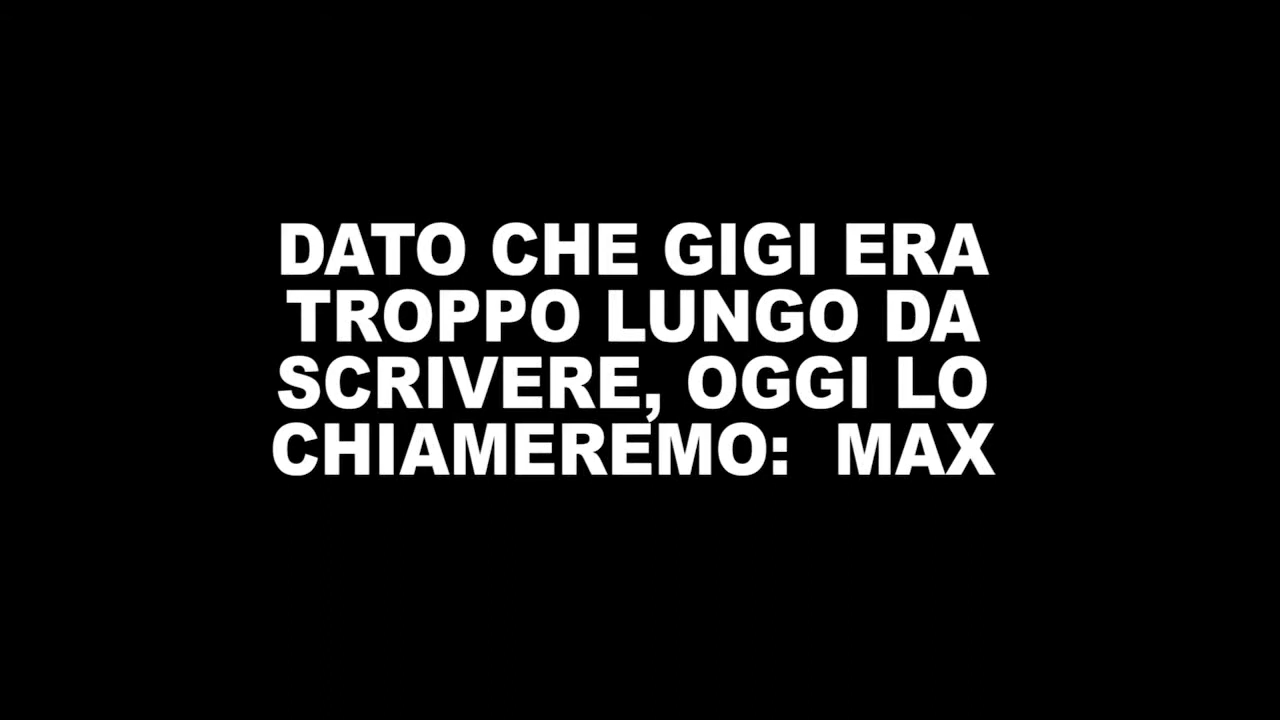 DATO CHE GIGI ERA
TROPPO LUNGO DA
SCRIVERE, OGGI LO
CHIAMEREMO:  MAX